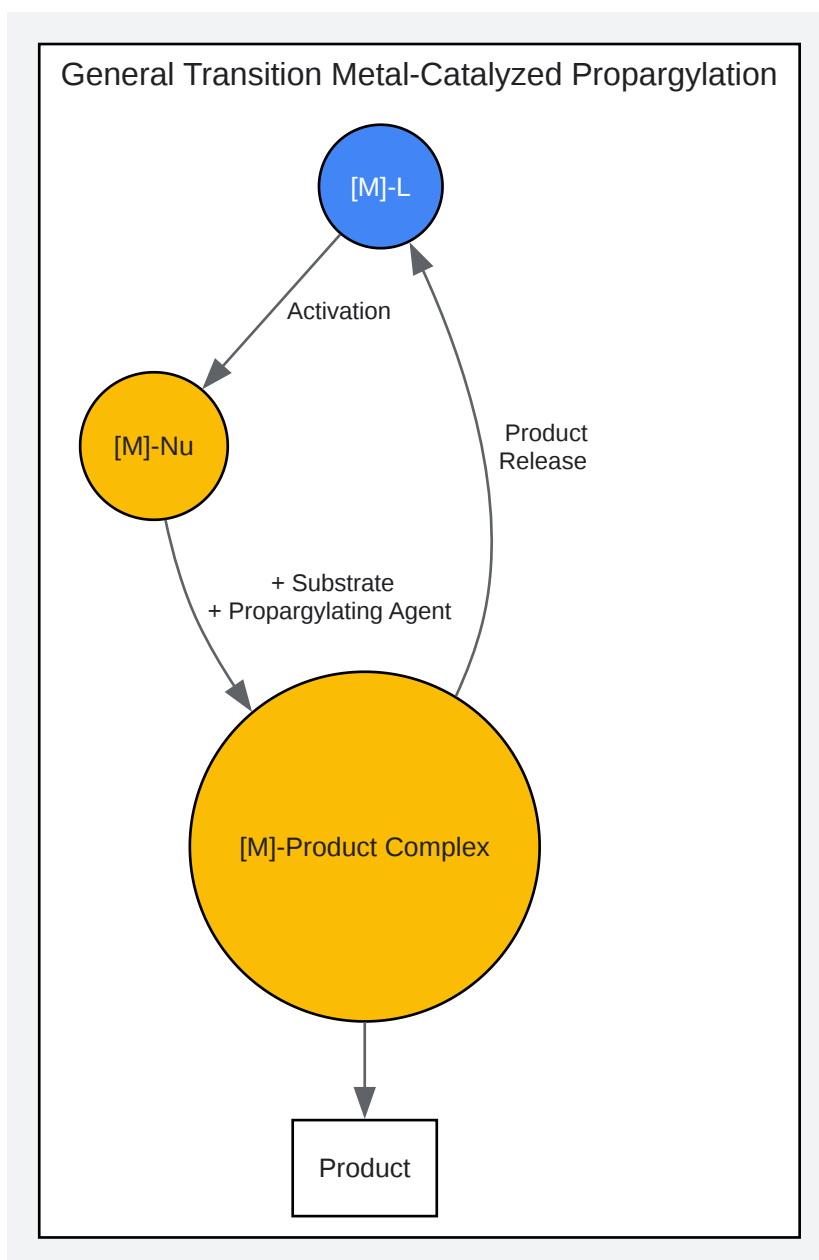 General Transition Metal-Catalyzed Propargylation
[M]-L
Activation
[M]-Nu
Product
Release
+ Substrate
+ Propargylating Agent
[M]-Product Complex
Product